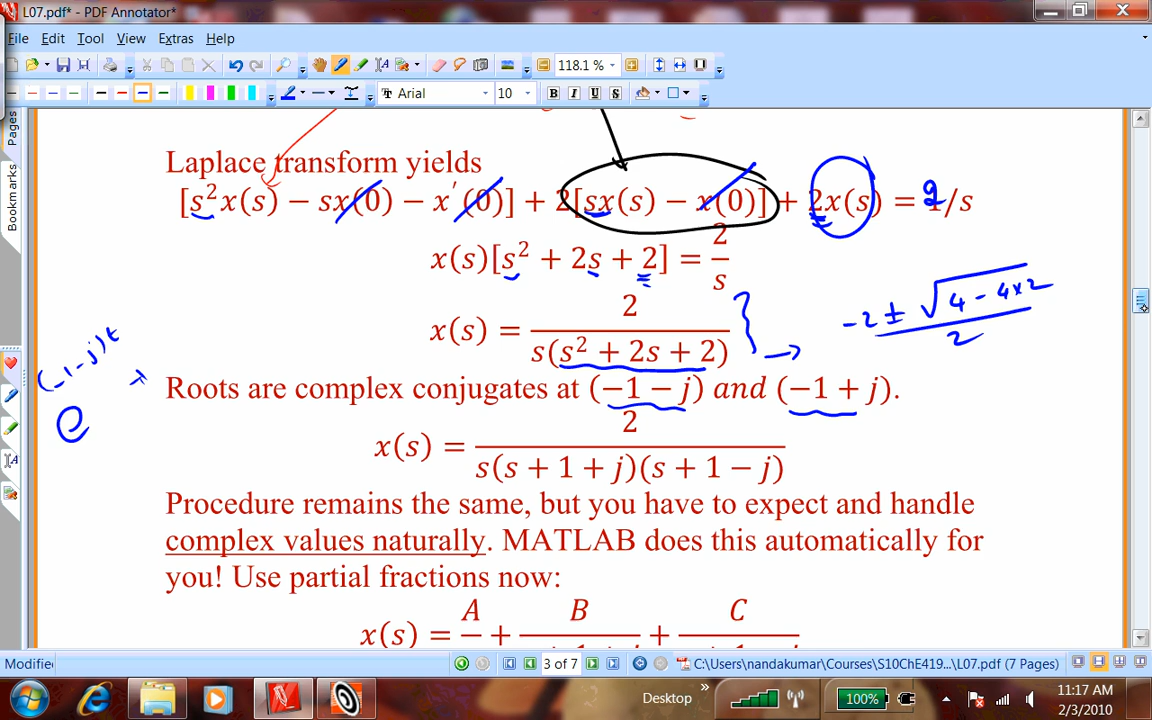 L07.pdf* - PDF Annotator*
File Edit Tool View Extras Help
118.1 %
Arial 10 B I U S
Pages
Bookmarks
Laplace transform yields
[s²x(s) − sx(0) − x′(0)] + 2[sx(s) − x(0)] + 2x(s) = 2/s
x(s)[s² + 2s + 2] = 2/s
x(s) = 2/(s(s² + 2s + 2))
(-2 ± √(4 - 4×2))/2
Roots are complex conjugates at (−1 − j) and (−1 + j).
e^(-1-j)t
x(s) = 2/(s(s + 1 + j)(s + 1 − j))
Procedure remains the same, but you have to expect and handle
complex values naturally. MATLAB does this automatically for
you! Use partial fractions now:
A B C
x(s) = + +
Modified 3 of 7 C:\Users\nandakumar\Courses\S10ChE419...\L07.pdf (7 Pages)
Desktop » 100% 11:17 AM
2/3/2010